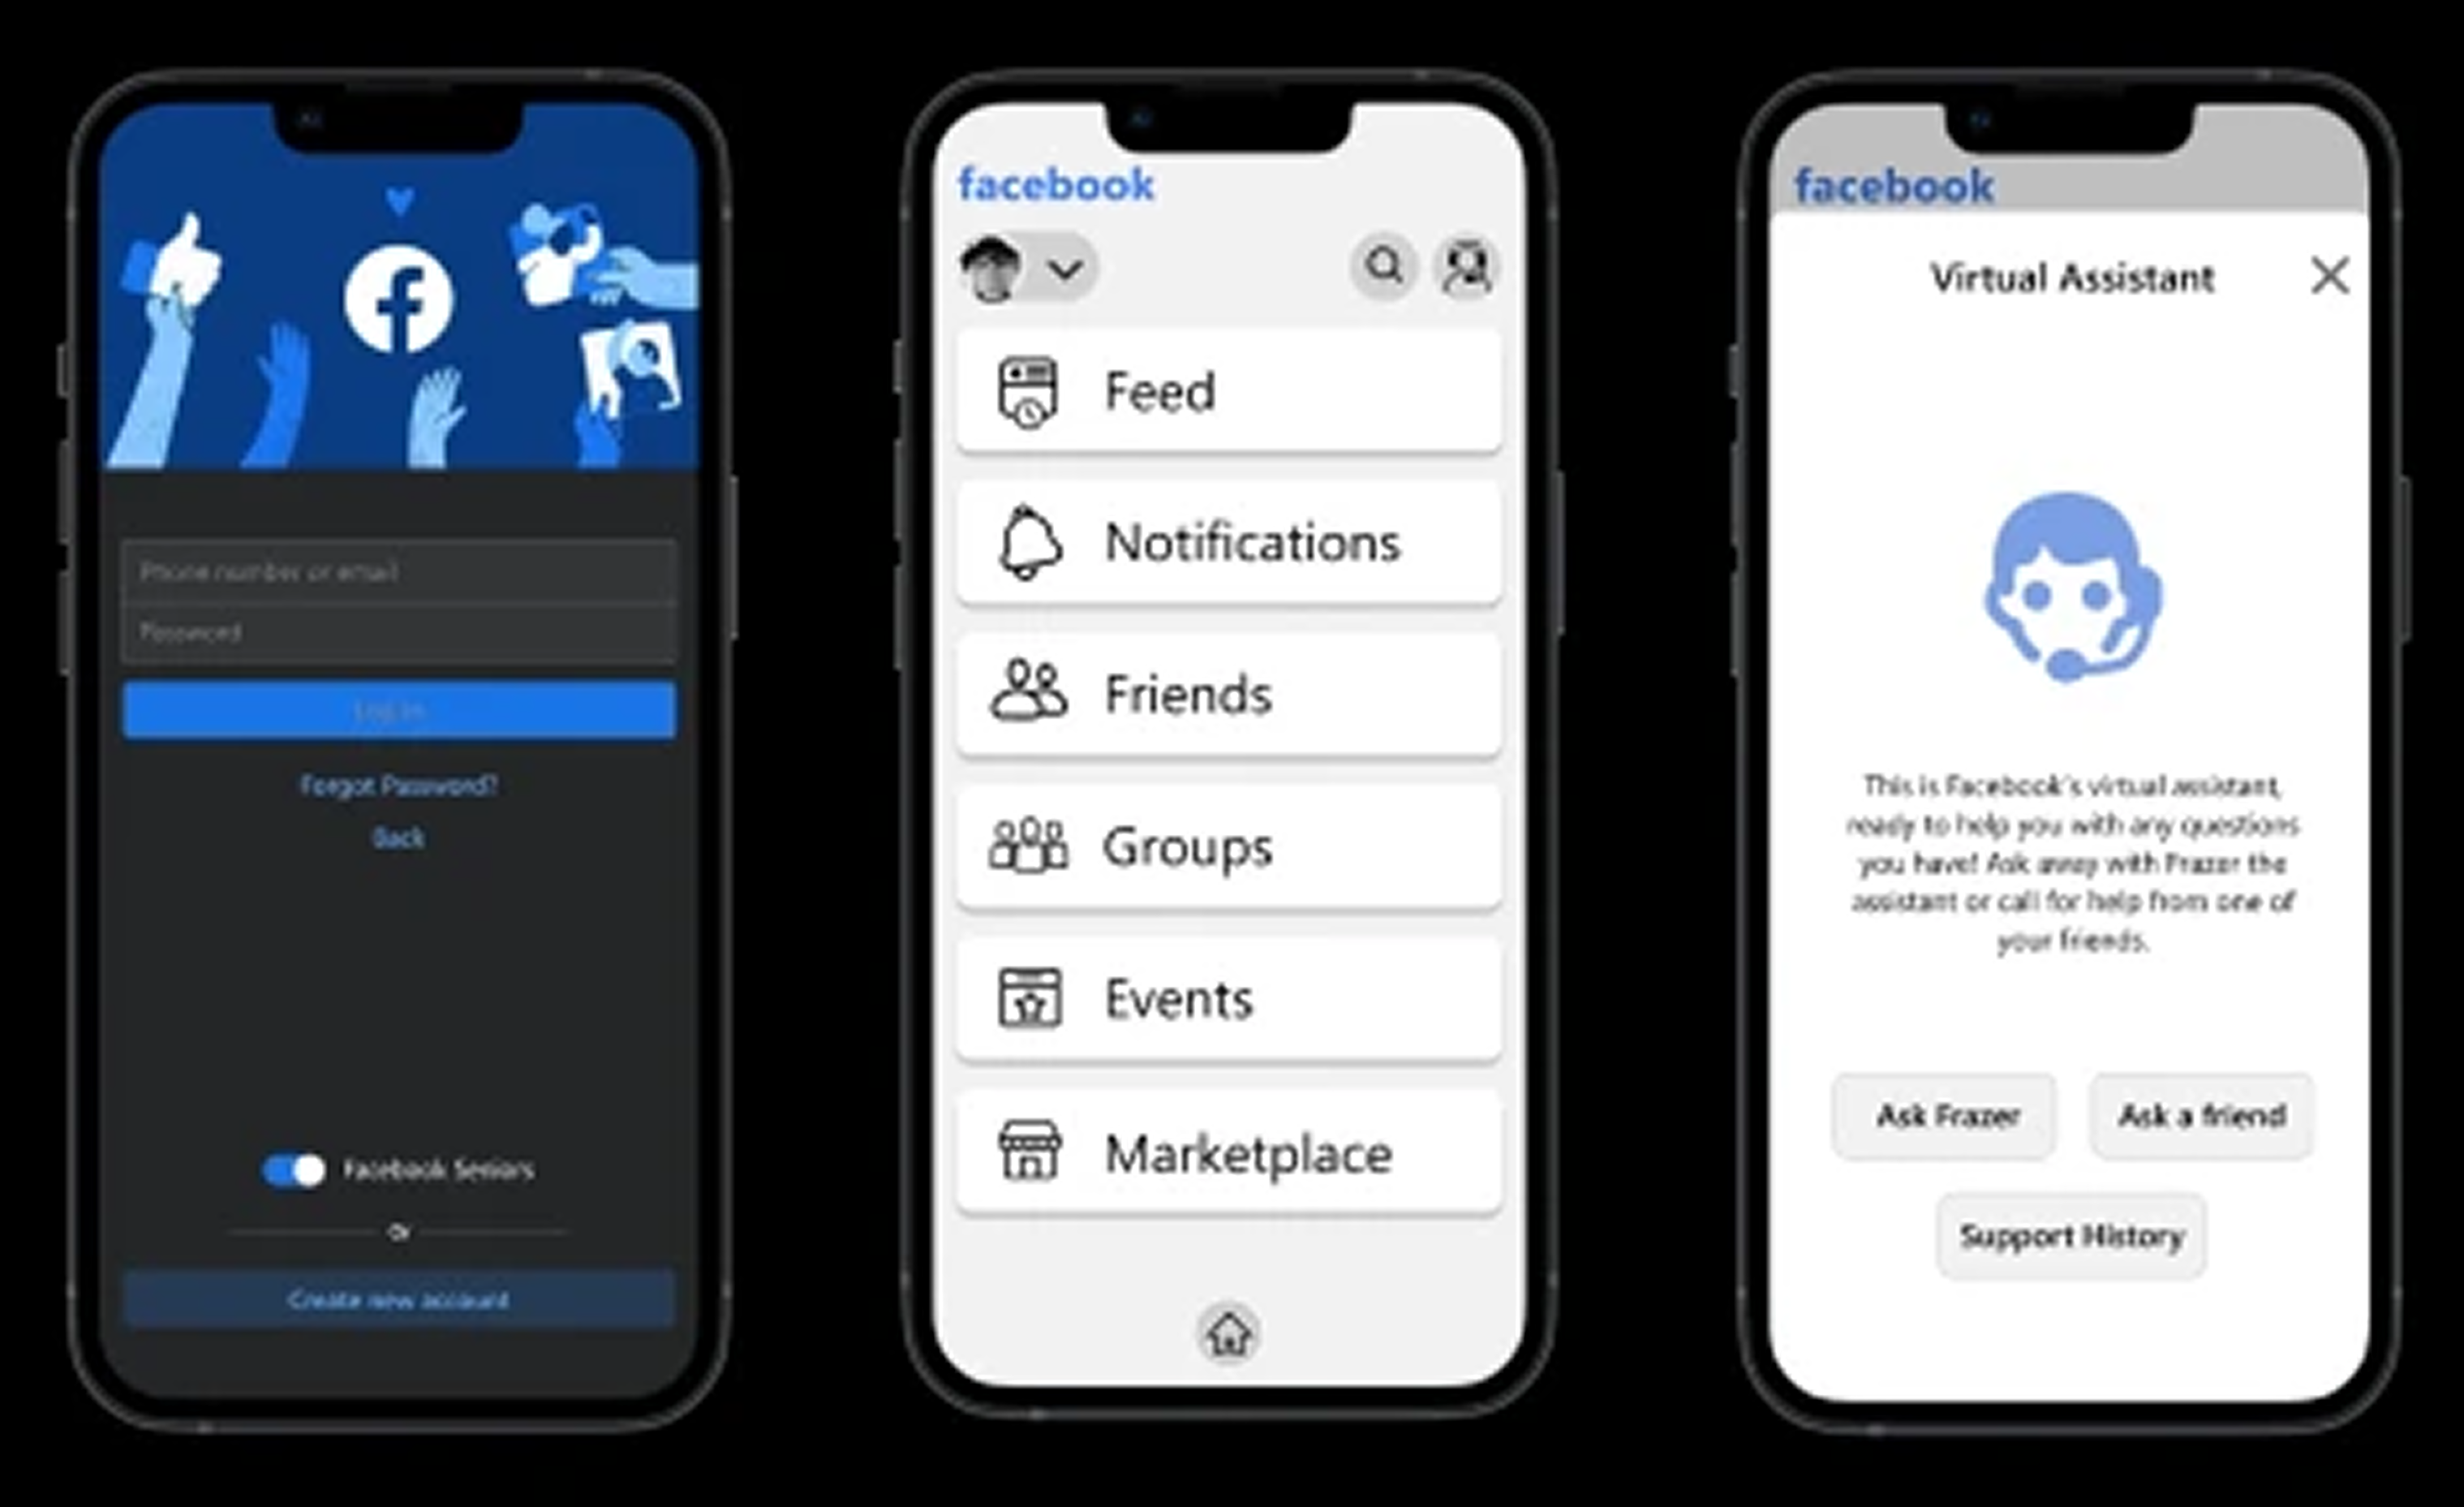 Phone number or email
Password
Log in
Forgot Password?
Back
Facebook Seniors
Or
Create new account
facebook
Feed
Notifications
Friends
Groups
Events
Marketplace
facebook
Virtual Assistant
This is Facebook's virtual assistant,
ready to help you with any questions
you have! Ask away with Frazer the
assistant or call for help from one of
your friends.
Ask Frazer
Ask a friend
Support History